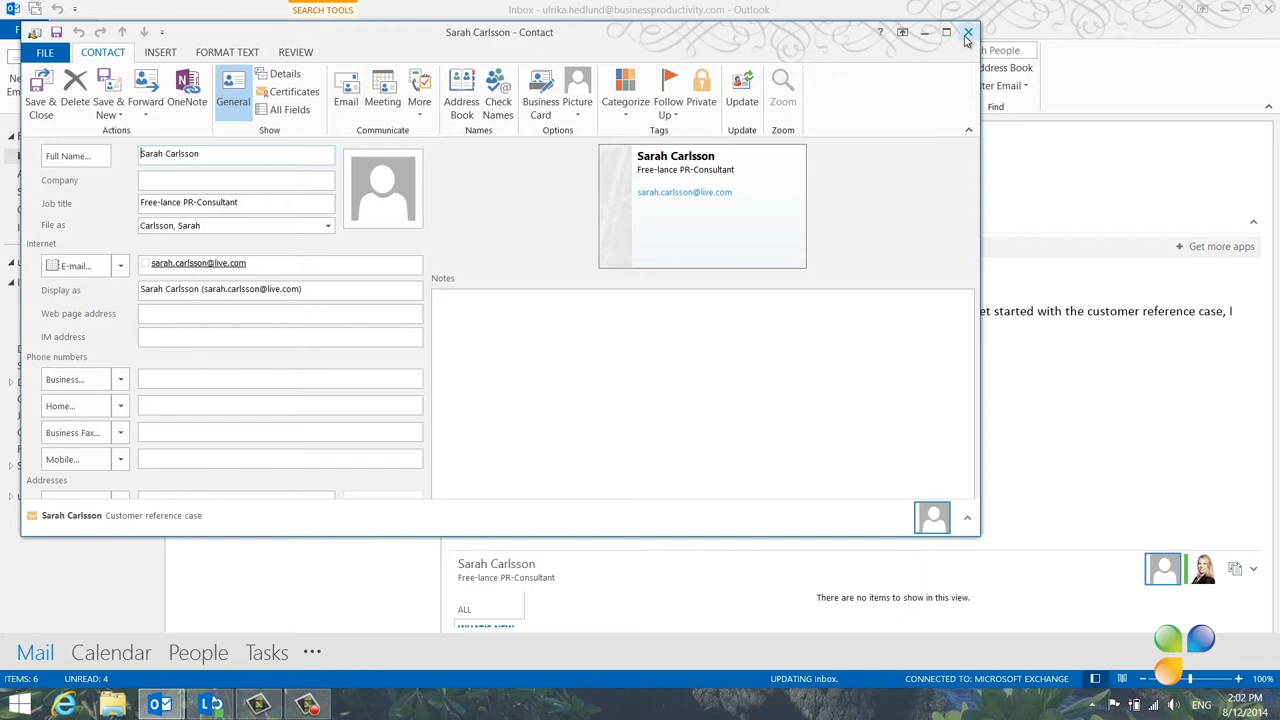 SEARCH TOOLS
Inbox - ulrika.hedlund@businessproductivity.com - Outlook
Sarah Carlsson - Contact
FILE CONTACT INSERT FORMAT TEXT REVIEW
Save & Close
Delete
Save & New
Forward
OneNote
Actions
General
Details
Certificates
All Fields
Show
Email
Meeting
More
Communicate
Address Book
Check Names
Names
Business Card
Picture
Options
Categorize
Follow Up
Private
Tags
Update
Update
Zoom
Zoom
People
Find
Full Name... Sarah Carlsson
Company
Job title Free-lance PR-Consultant
File as Carlsson, Sarah
Internet
E-mail... sarah.carlsson@live.com
Display as Sarah Carlsson (sarah.carlsson@live.com)
Web page address
IM address
Phone numbers
Business...
Home...
Business Fax...
Mobile...
Addresses
Sarah Carlsson
Free-lance PR-Consultant
sarah.carlsson@live.com
Notes
Get more apps
et started with the customer reference case, I
Sarah Carlsson Customer reference case
Sarah Carlsson
Free-lance PR-Consultant
ALL
There are no items to show in this view.
WHAT'S NEW
Mail Calendar People Tasks
ITEMS: 6 UNREAD: 4 UPDATING Inbox. CONNECTED TO: MICROSOFT EXCHANGE 100%
ENG
2:02 PM
8/12/2014